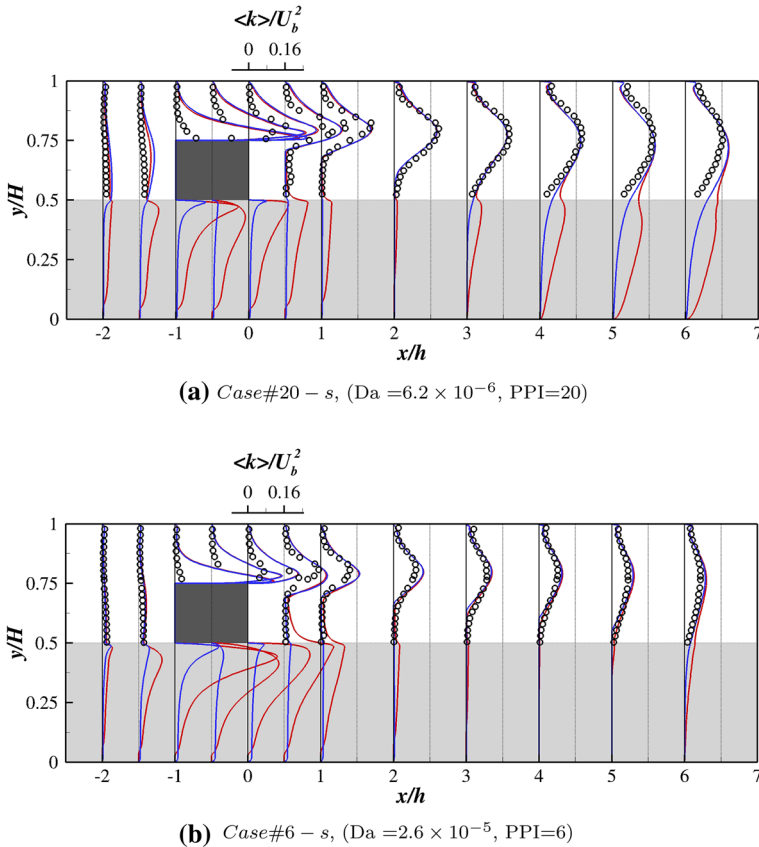 <k>/U_b^2
0 0.16
1
0.75
0.5
0.25
0
y/H
-2 -1 0 1 2 3 4 5 6 7
x/h
(a) Case#20 − s, (Da =6.2 × 10^−6, PPI=20)
<k>/U_b^2
0 0.16
1
0.75
0.5
0.25
0
y/H
-2 -1 0 1 2 3 4 5 6 7
x/h
(b) Case#6 − s, (Da =2.6 × 10^−5, PPI=6)